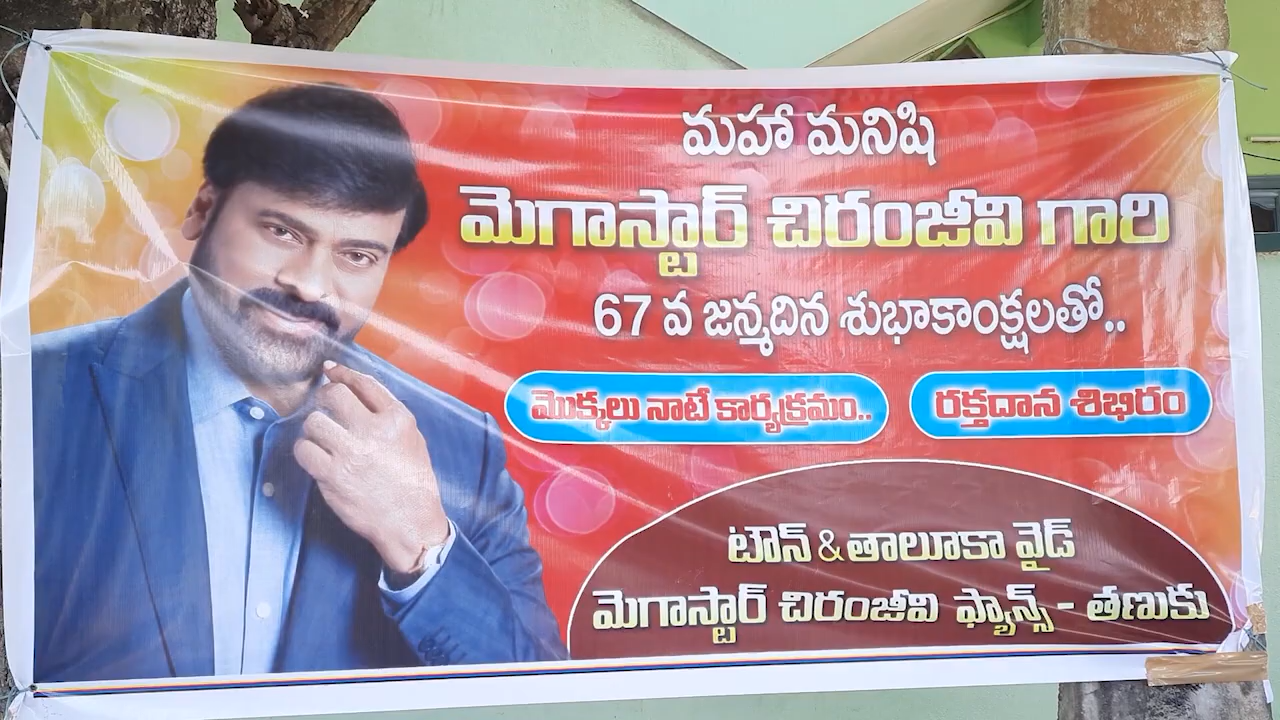 మహా మనిషి
మెగాస్టార్ చిరంజీవి గారి
67 వ జన్మదిన శుభాకాంక్షలతో..
మొక్కలు నాటే కార్యక్రమం..
రక్తదాన శిభిరం
టౌన్ & తాలూకా వైడ్
మెగాస్టార్ చిరంజీవి ఫ్యాన్స్ - తణుకు